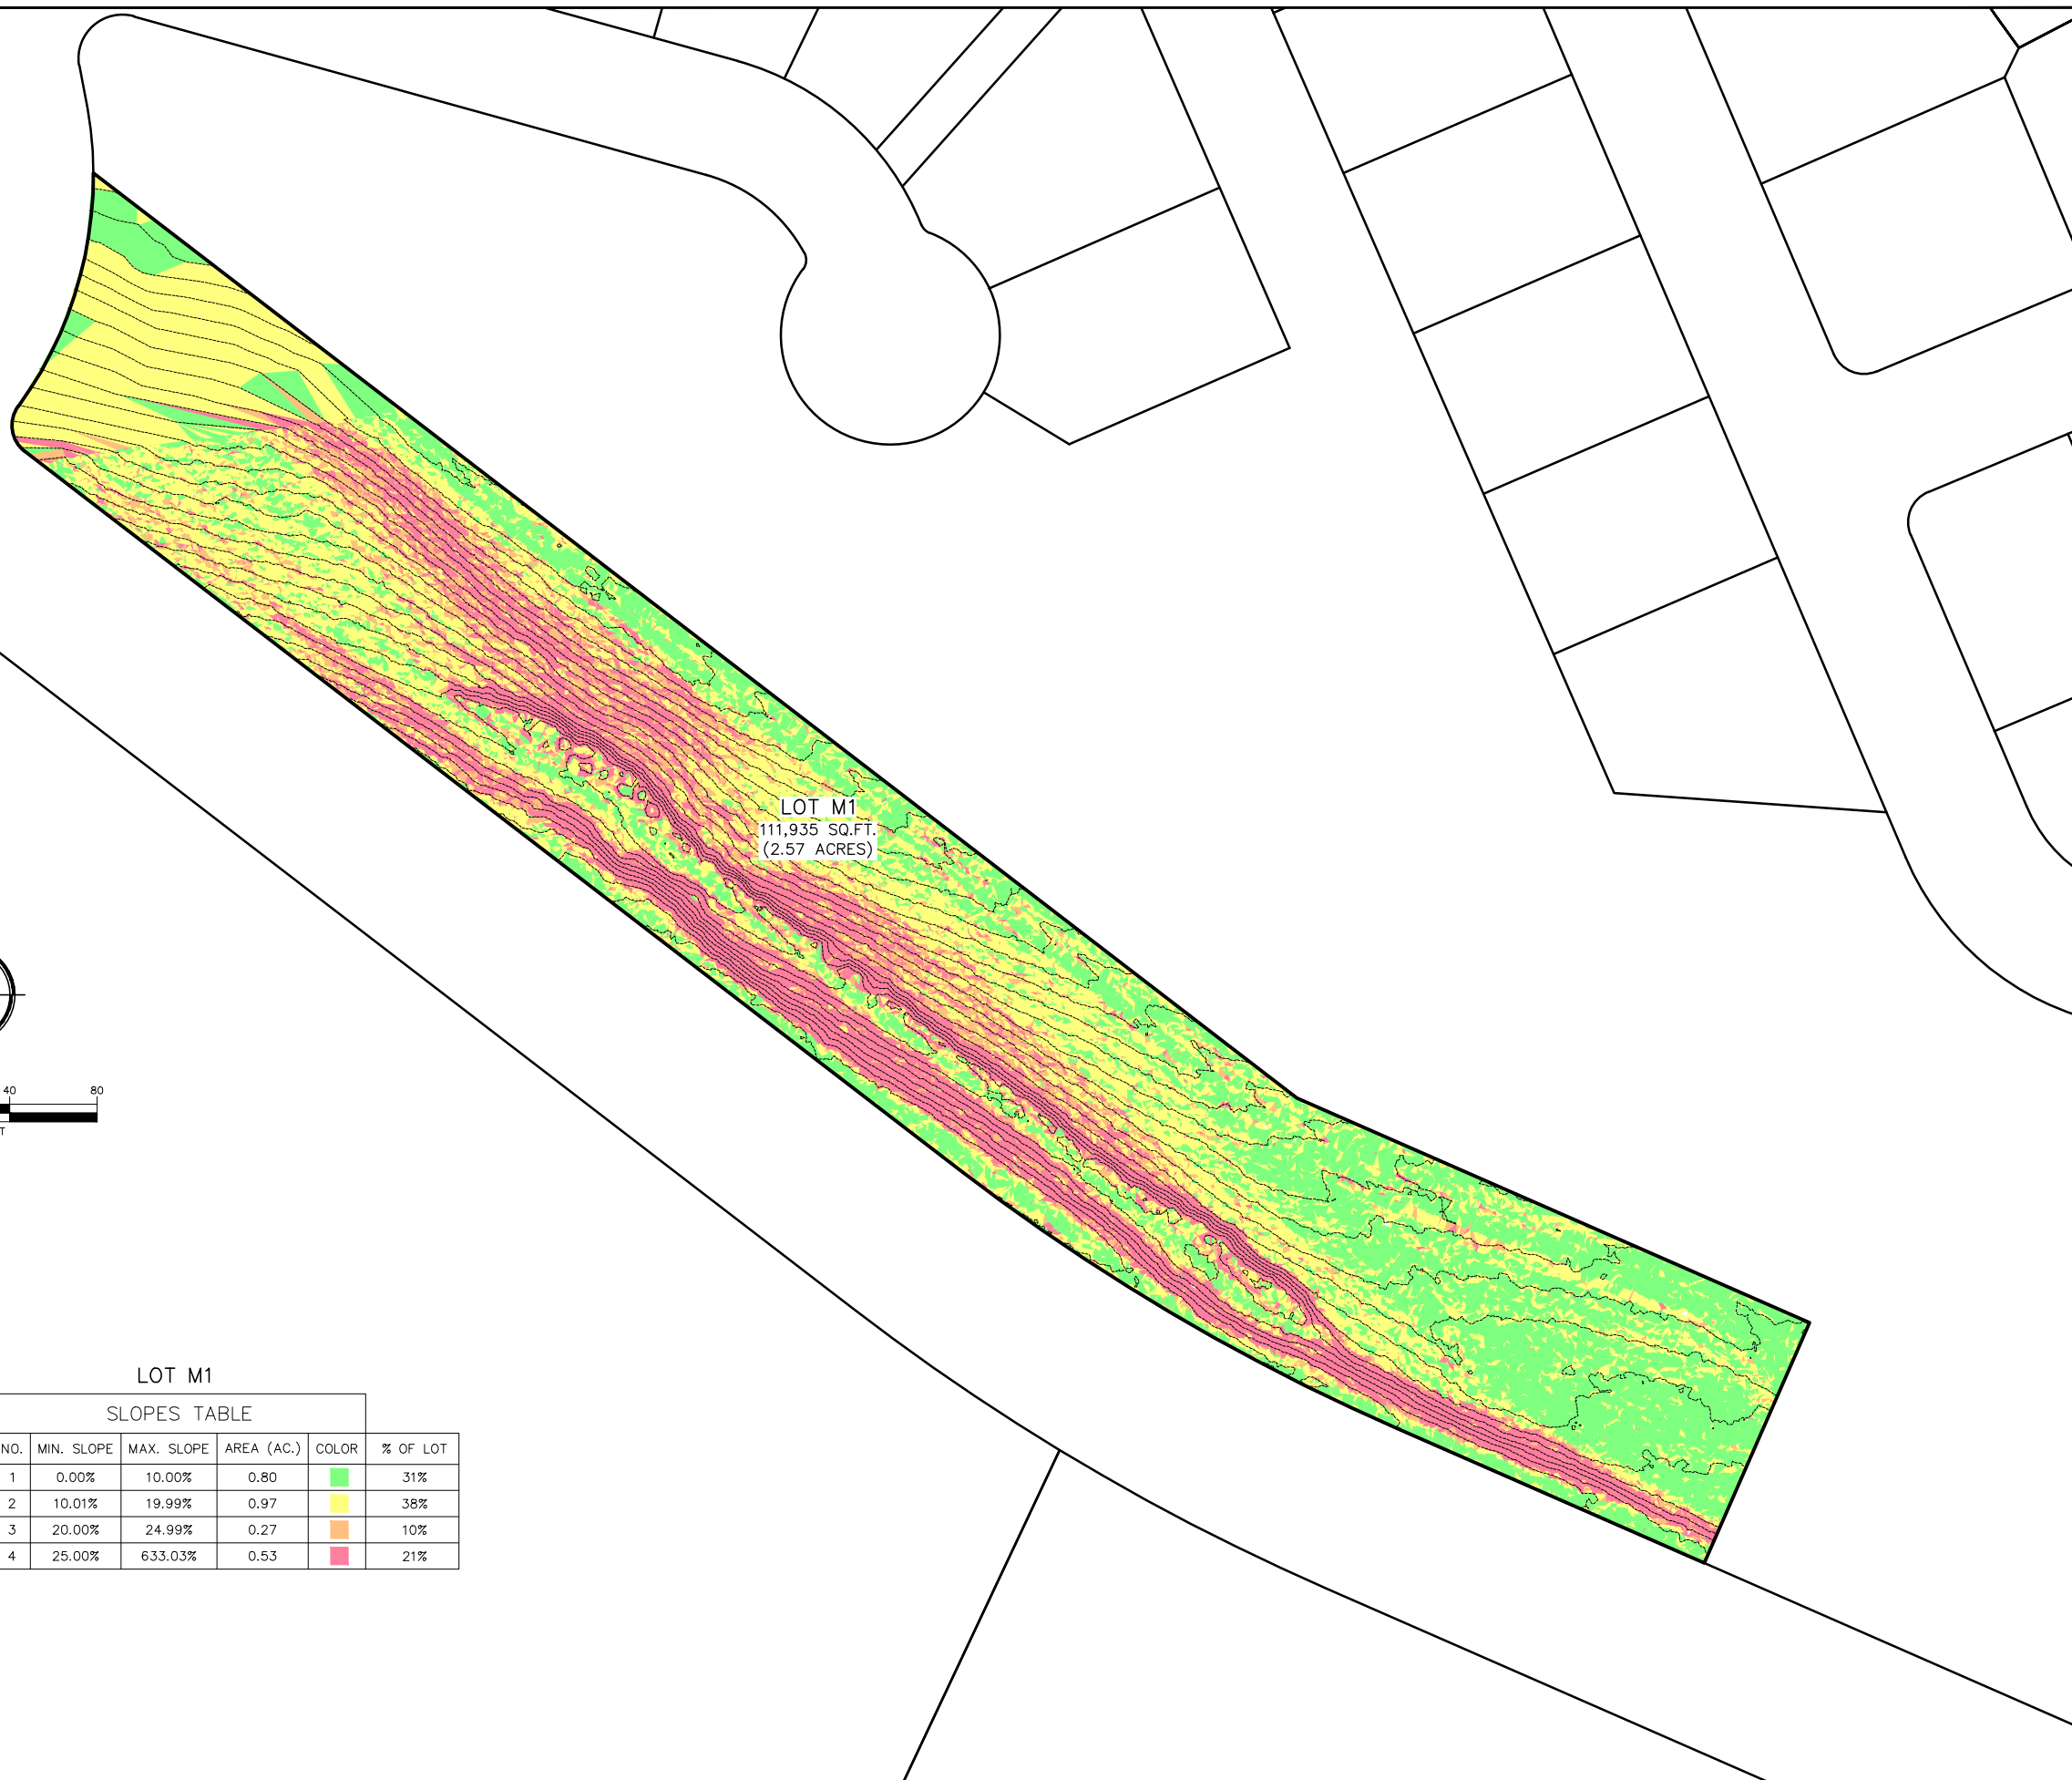 LOT M1
111,935 SQ.FT.
(2.57 ACRES)
40 80
T
LOT M1
SLOPES TABLE
NO. MIN. SLOPE MAX. SLOPE AREA (AC.) COLOR % OF LOT
1 0.00% 10.00% 0.80 31%
2 10.01% 19.99% 0.97 38%
3 20.00% 24.99% 0.27 10%
4 25.00% 633.03% 0.53 21%